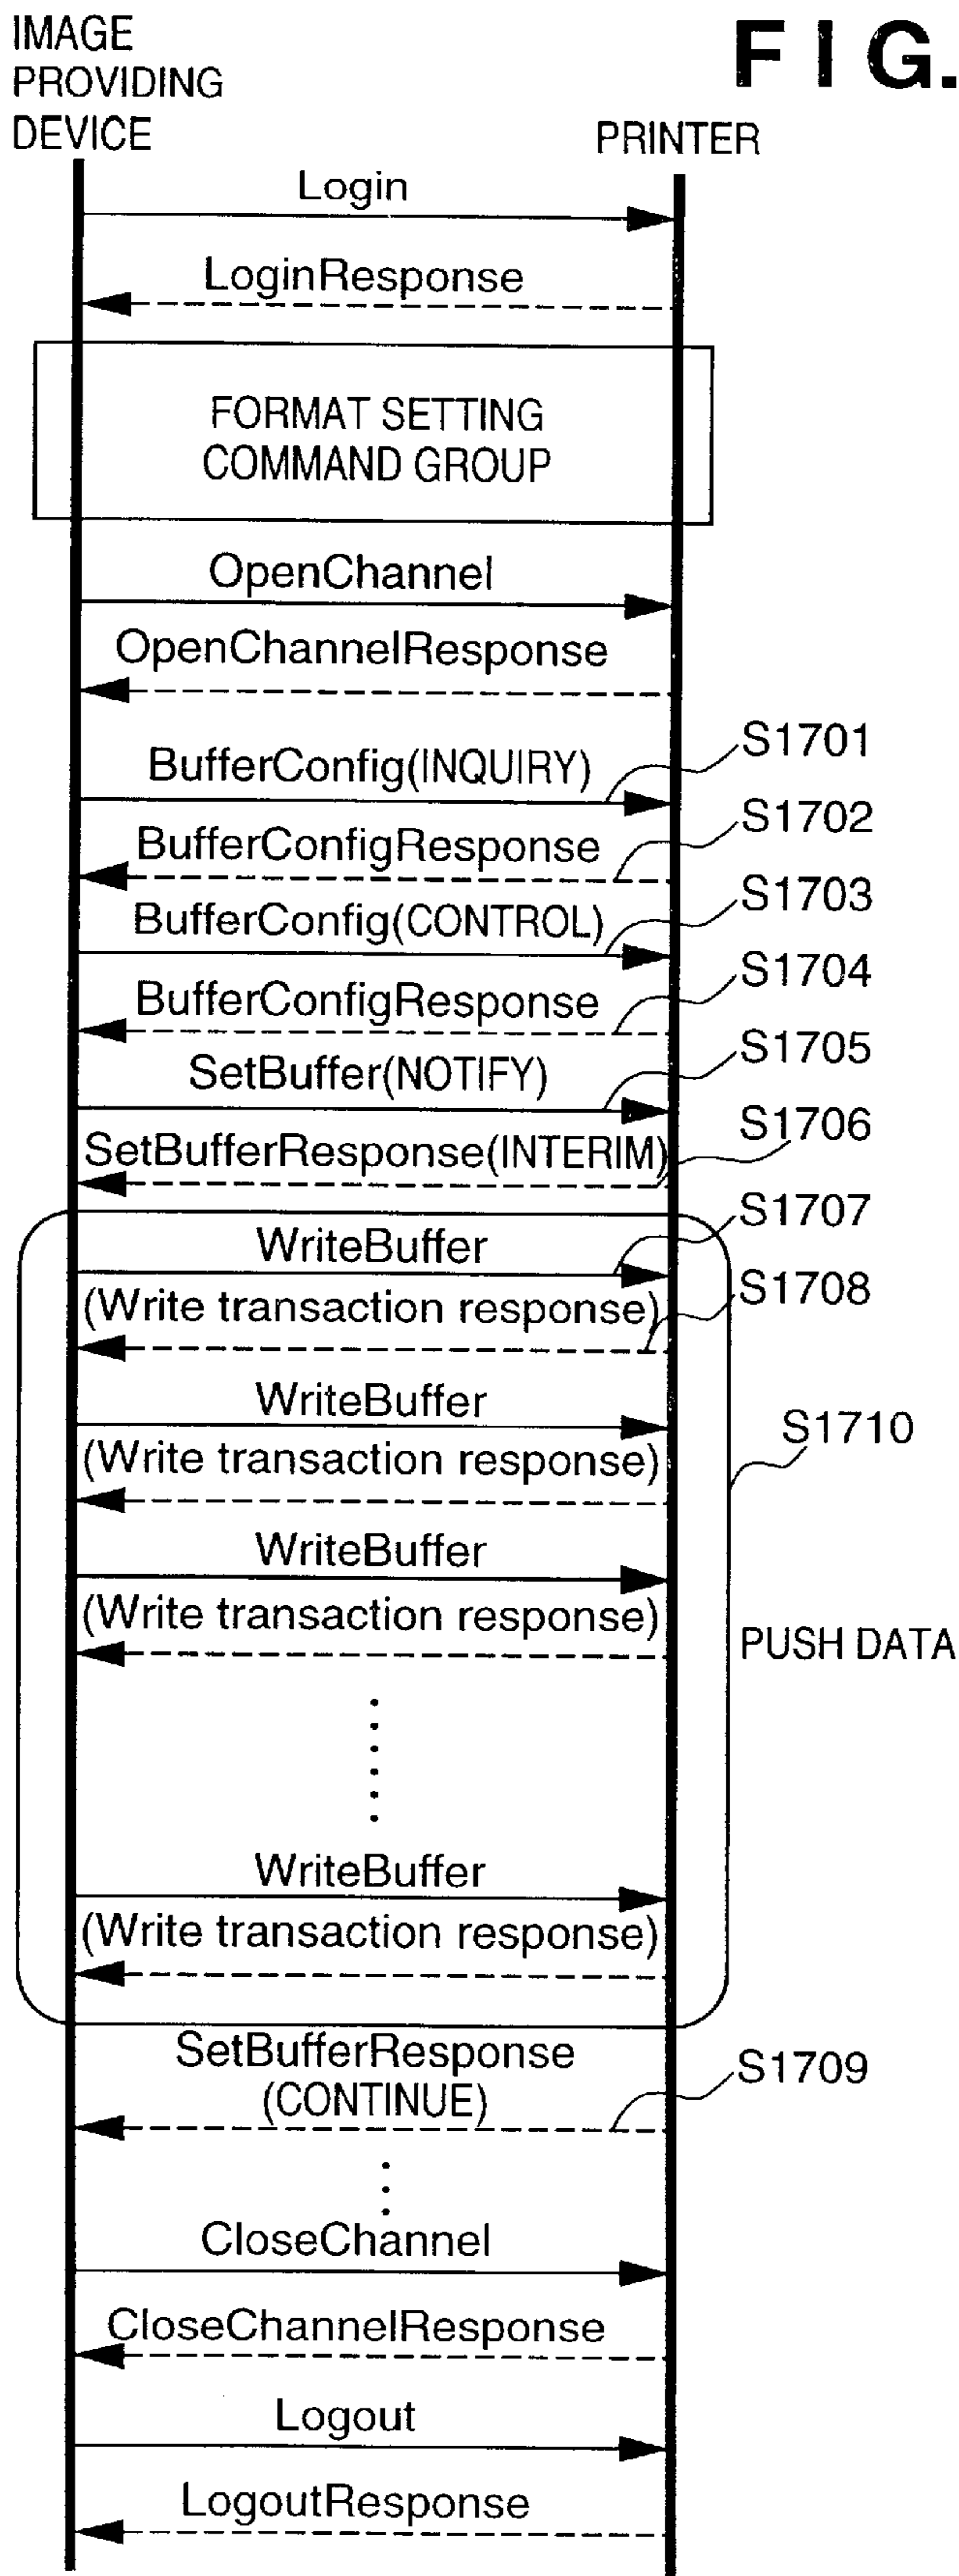 IMAGE
PROVIDING
DEVICE
FIG.
PRINTER
Login
LoginResponse
FORMAT SETTING
COMMAND GROUP
OpenChannel
OpenChannelResponse
BufferConfig(INQUIRY)
S1701
BufferConfigResponse
S1702
BufferConfig(CONTROL)
S1703
BufferConfigResponse
S1704
SetBuffer(NOTIFY)
S1705
SetBufferResponse(INTERIM)
S1706
WriteBuffer
S1707
(Write transaction response)
S1708
WriteBuffer
(Write transaction response)
S1710
WriteBuffer
(Write transaction response)
PUSH DATA
WriteBuffer
(Write transaction response)
SetBufferResponse
(CONTINUE)
S1709
CloseChannel
CloseChannelResponse
Logout
LogoutResponse